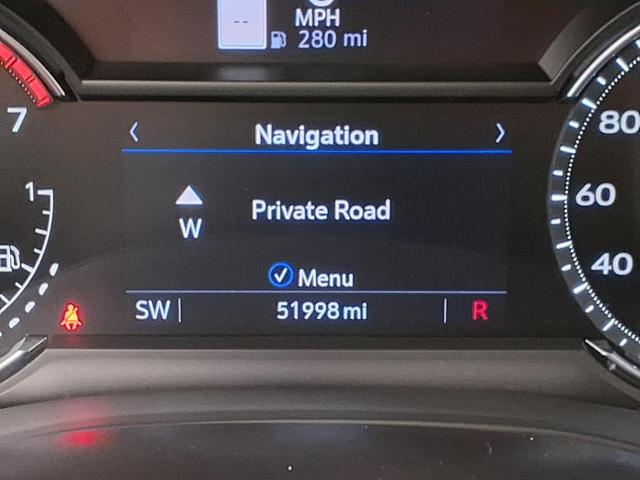 --
MPH
280 mi
7
‹ Navigation ›
80
1
W
Private Road
60
✓ Menu
40
SW | 51998 mi | R